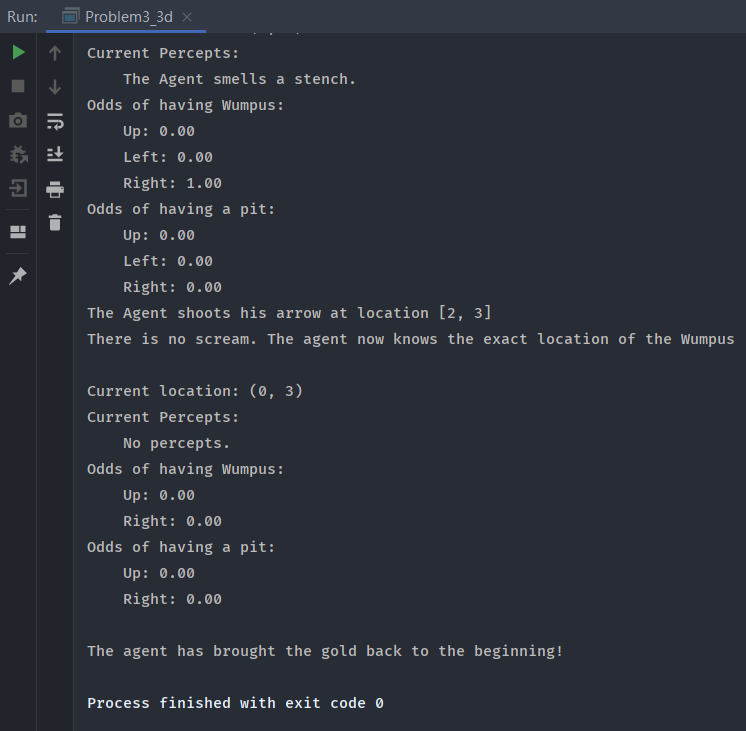 Run: Problem3_3d
Current Percepts:
The Agent smells a stench.
Odds of having Wumpus:
Up: 0.00
Left: 0.00
Right: 1.00
Odds of having a pit:
Up: 0.00
Left: 0.00
Right: 0.00
The Agent shoots his arrow at location [2, 3]
There is no scream. The agent now knows the exact location of the Wumpus
Current location: (0, 3)
Current Percepts:
No percepts.
Odds of having Wumpus:
Up: 0.00
Right: 0.00
Odds of having a pit:
Up: 0.00
Right: 0.00
The agent has brought the gold back to the beginning!
Process finished with exit code 0